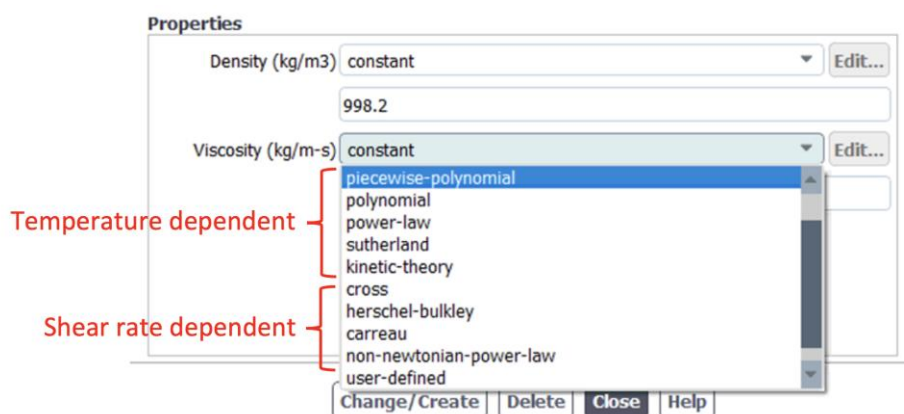 Properties
Density (kg/m3) constant Edit...
998.2
Viscosity (kg/m-s) constant Edit...
piecewise-polynomial
polynomial
power-law
sutherland
kinetic-theory
Temperature dependent
cross
herschel-bulkley
carreau
non-newtonian-power-law
user-defined
Shear rate dependent
Change/Create Delete Close Help